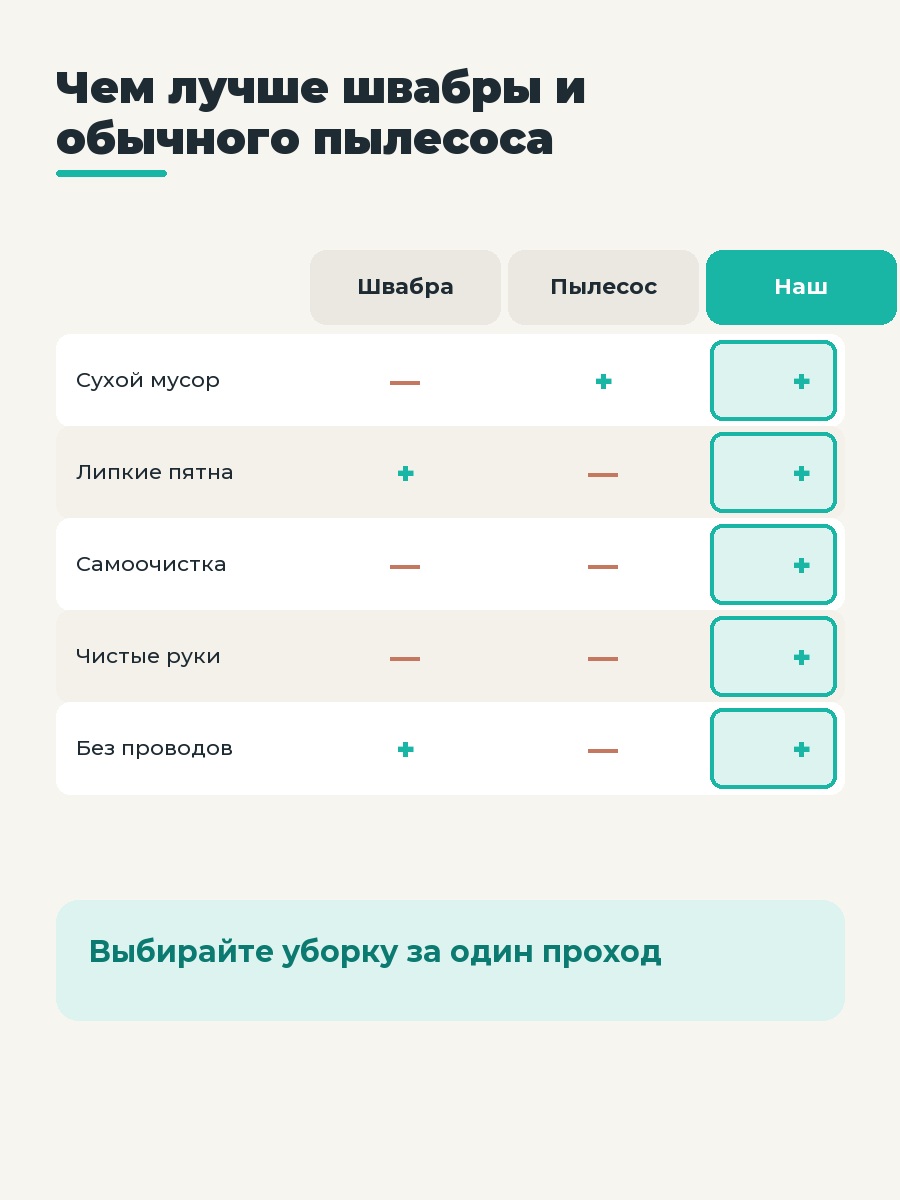 Чем лучше швабры и
обычного пылесоса
Швабра Пылесос Наш
Сухой мусор — + +
Липкие пятна + — +
Самоочистка — — +
Чистые руки — — +
Без проводов + — +
Выбирайте уборку за один проход